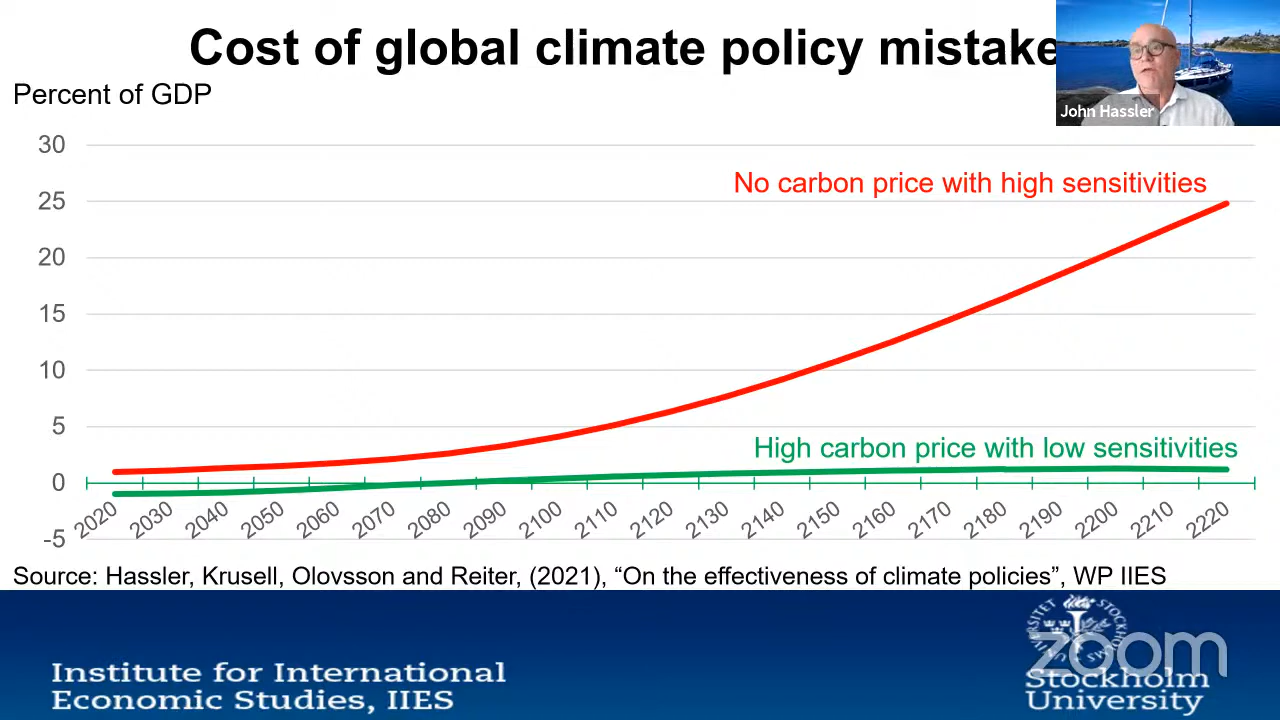 Cost of global climate policy mistake
Percent of GDP
John Hassler
30
25
20
15
10
5
0
-5
No carbon price with high sensitivities
High carbon price with low sensitivities
2020 2030 2040 2050 2060 2070 2080 2090 2100 2110 2120 2130 2140 2150 2160 2170 2180 2190 2200 2210 2220
Source: Hassler, Krusell, Olovsson and Reiter, (2021), “On the effectiveness of climate policies”, WP IIES
Institute for International
Economic Studies, IIES
zoom
Stockholm
University